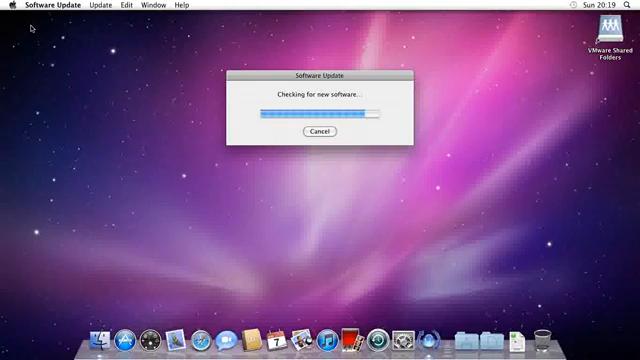 Software Update Update Edit Window Help Sun 20:19
Software Update
Checking for new software...
Cancel
VMware Shared
Folders
7